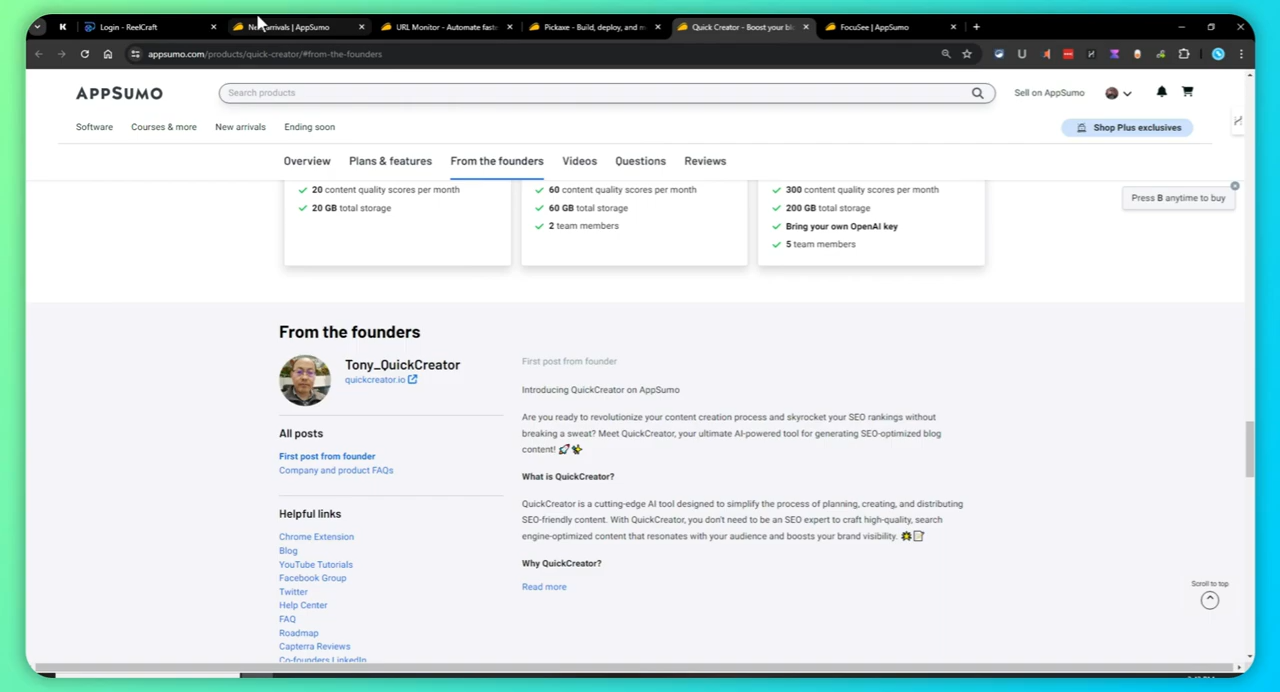 Login - ReelCraft
New arrivals | AppSumo
URL Monitor - Automate faste
Pickaxe - Build, deploy, and m
Quick Creator - Boost your blo
FocuSee | AppSumo
appsumo.com/products/quick-creator/#from-the-founders
APPSUMO
Search products
Sell on AppSumo
Software
Courses & more
New arrivals
Ending soon
Shop Plus exclusives
Overview
Plans & features
From the founders
Videos
Questions
Reviews
20 content quality scores per month
20 GB total storage
60 content quality scores per month
60 GB total storage
2 team members
300 content quality scores per month
200 GB total storage
Bring your own OpenAI key
5 team members
Press B anytime to buy
From the founders
Tony_QuickCreator
quickcreator.io
All posts
First post from founder
Company and product FAQs
Helpful links
Chrome Extension
Blog
YouTube Tutorials
Facebook Group
Twitter
Help Center
FAQ
Roadmap
Capterra Reviews
Co-founders LinkedIn
First post from founder
Introducing QuickCreator on AppSumo
Are you ready to revolutionize your content creation process and skyrocket your SEO rankings without
breaking a sweat? Meet QuickCreator, your ultimate AI-powered tool for generating SEO-optimized blog
content! 🚀✨
What is QuickCreator?
QuickCreator is a cutting-edge AI tool designed to simplify the process of planning, creating, and distributing
SEO-friendly content. With QuickCreator, you don't need to be an SEO expert to craft high-quality, search
engine-optimized content that resonates with your audience and boosts your brand visibility. 🌟📝
Why QuickCreator?
Read more
Scroll to top